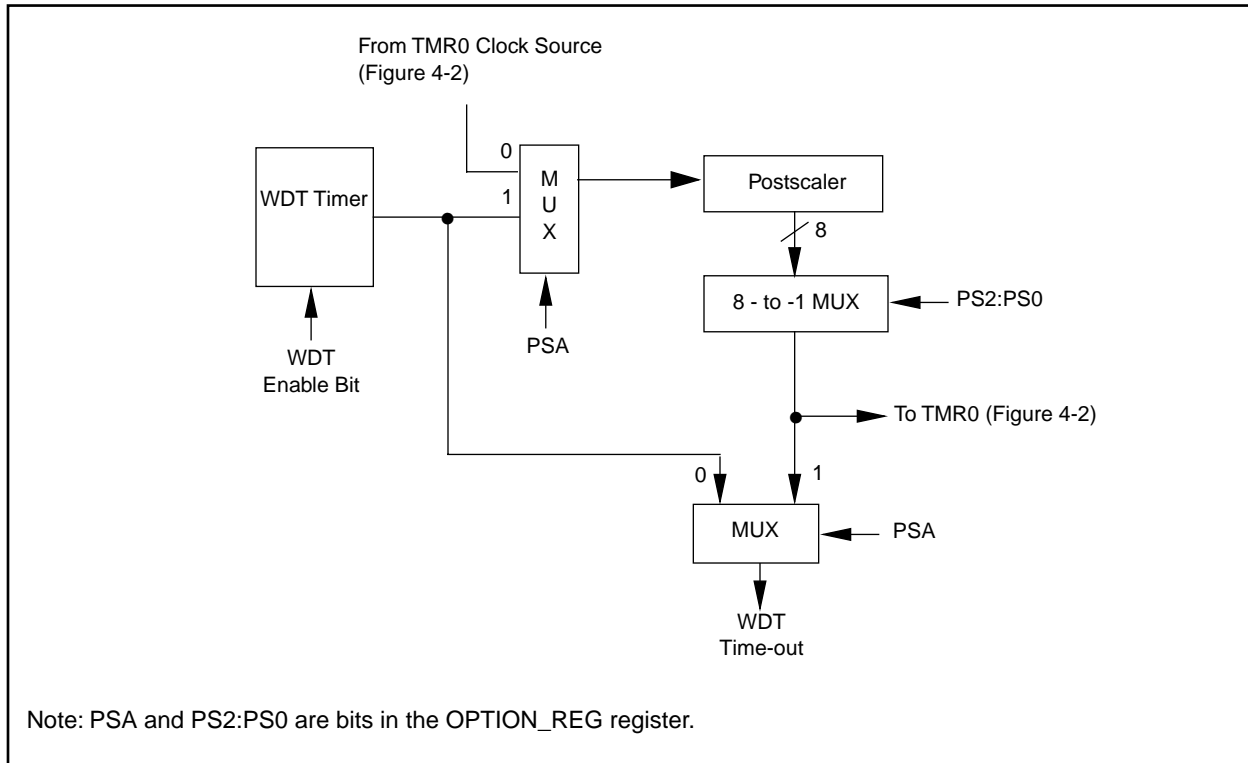 From TMR0 Clock Source
(Figure 4-2)
0
1
M
U
X
WDT Timer
Postscaler
8
8 - to -1 MUX
PS2:PS0
PSA
WDT
Enable Bit
To TMR0 (Figure 4-2)
0
1
MUX
PSA
WDT
Time-out
Note: PSA and PS2:PS0 are bits in the OPTION_REG register.